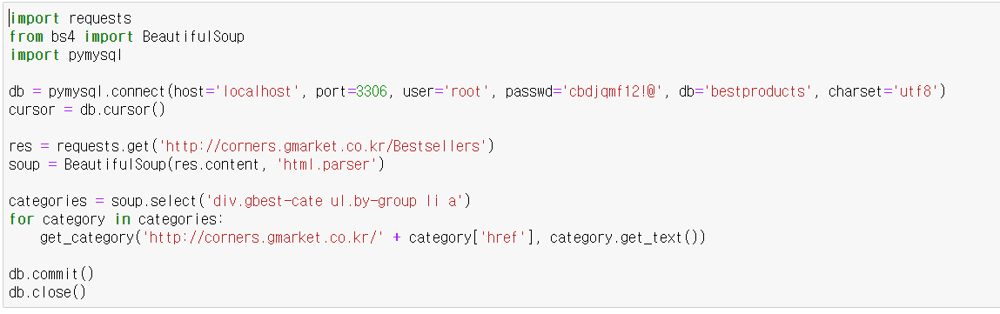 import requests
from bs4 import BeautifulSoup
import pymysql
db = pymysql.connect(host='localhost', port=3306, user='root', passwd='cbdjqmf12!@', db='bestproducts', charset='utf8')
cursor = db.cursor()
res = requests.get('http://corners.gmarket.co.kr/Bestsellers')
soup = BeautifulSoup(res.content, 'html.parser')
categories = soup.select('div.gbest-cate ul.by-group li a')
for category in categories:
    get_category('http://corners.gmarket.co.kr/' + category['href'], category.get_text())
db.commit()
db.close()